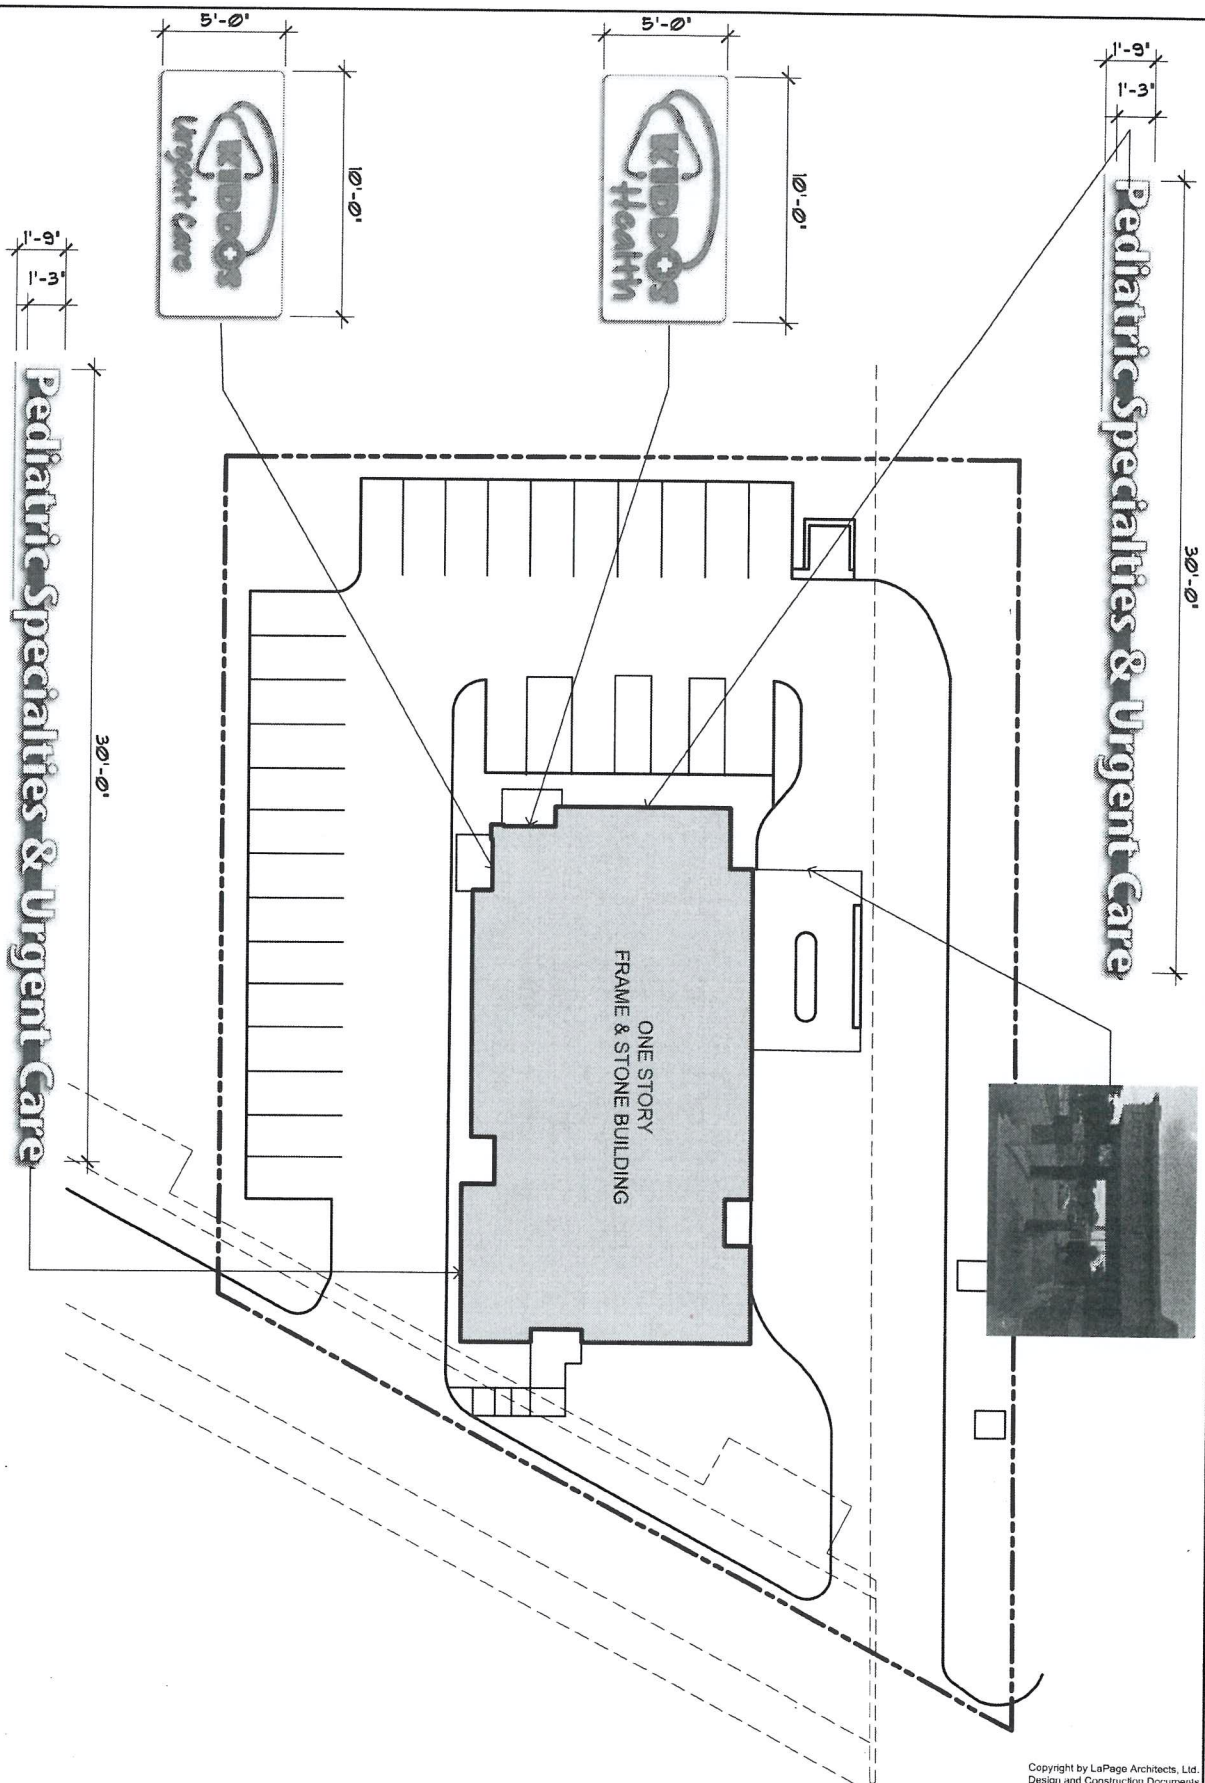 1'-9"
1'-3"
30'-0"
Pediatric Specialties & Urgent Care
5'-0"
10'-0"
KIDDOS
Health
5'-0"
10'-0"
KIDDOS
Urgent Care
1'-9"
1'-3"
30'-0"
Pediatric Specialties & Urgent Care
ONE STORY
FRAME & STONE BUILDING
Copyright by LaPage Architects, Ltd.
Design and Construction Documents